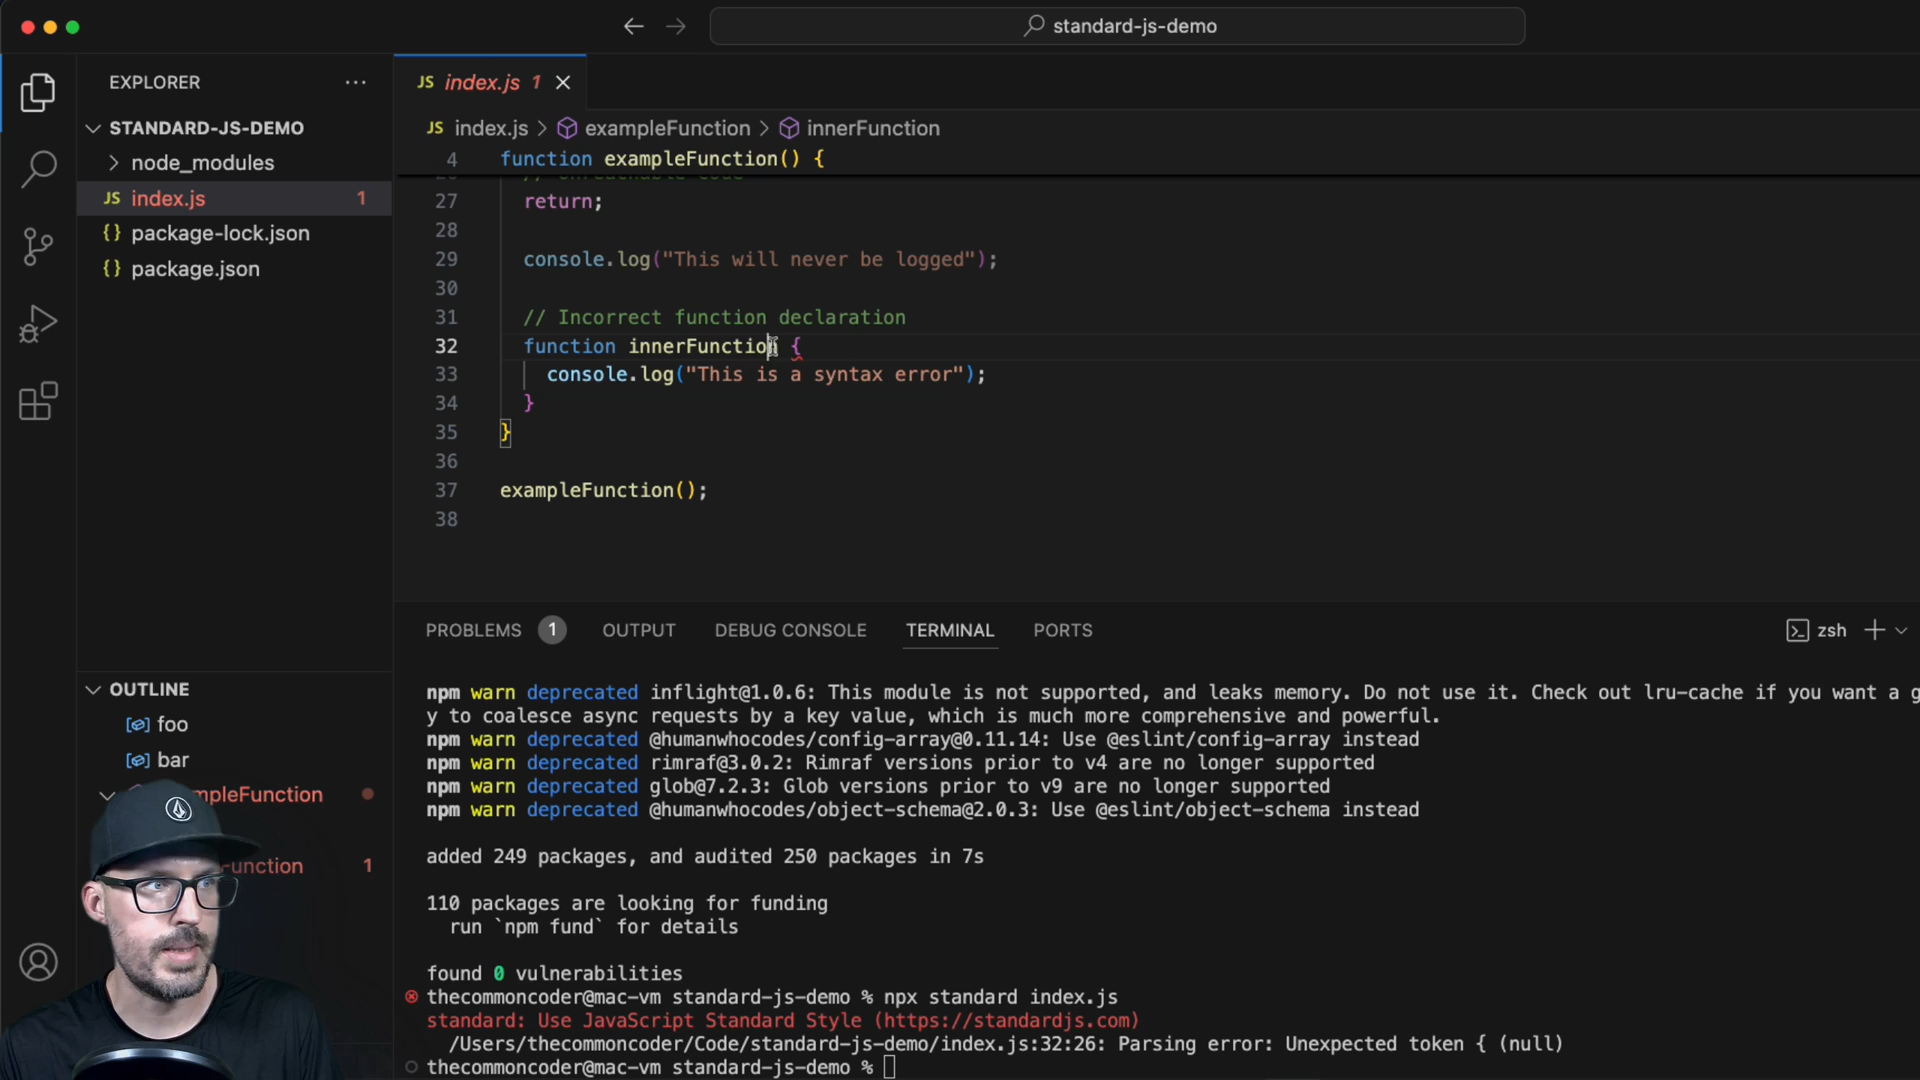 standard-js-demo
EXPLORER
JS index.js 1
STANDARD-JS-DEMO
JS index.js > exampleFunction > innerFunction
node_modules
4 function exampleFunction() {
JS index.js 1
27 return;
{} package-lock.json
28
{} package.json
29 console.log("This will never be logged");
30
31 // Incorrect function declaration
32 function innerFunction {
33 console.log("This is a syntax error");
34 }
35 }
36
37 exampleFunction();
38
PROBLEMS 1 OUTPUT DEBUG CONSOLE TERMINAL PORTS zsh
OUTLINE
foo
bar
mpleFunction
Function 1
npm warn deprecated inflight@1.0.6: This module is not supported, and leaks memory. Do not use it. Check out lru-cache if you want a g
y to coalesce async requests by a key value, which is much more comprehensive and powerful.
npm warn deprecated @humanwhocodes/config-array@0.11.14: Use @eslint/config-array instead
npm warn deprecated rimraf@3.0.2: Rimraf versions prior to v4 are no longer supported
npm warn deprecated glob@7.2.3: Glob versions prior to v9 are no longer supported
npm warn deprecated @humanwhocodes/object-schema@2.0.3: Use @eslint/object-schema instead
added 249 packages, and audited 250 packages in 7s
110 packages are looking for funding
run `npm fund` for details
found 0 vulnerabilities
thecommoncoder@mac-vm standard-js-demo % npx standard index.js
standard: Use JavaScript Standard Style (https://standardjs.com)
/Users/thecommoncoder/Code/standard-js-demo/index.js:32:26: Parsing error: Unexpected token { (null)
thecommoncoder@mac-vm standard-js-demo %